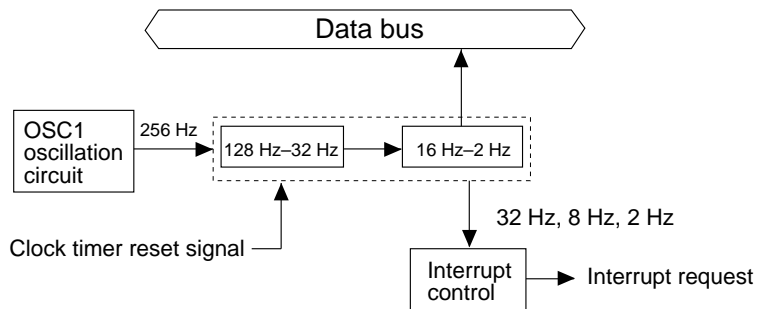 Data bus
OSC1
oscillation
circuit
256 Hz
128 Hz–32 Hz
16 Hz–2 Hz
32 Hz, 8 Hz, 2 Hz
Clock timer reset signal
Interrupt
control
Interrupt request